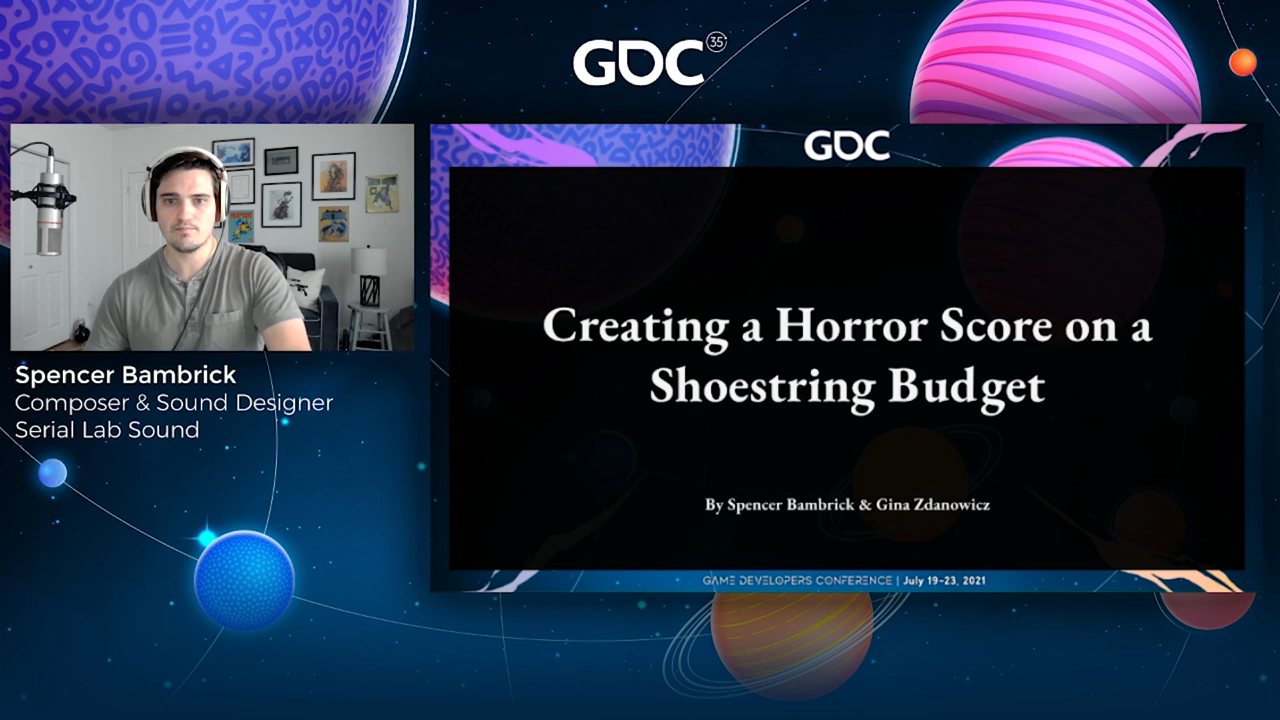 GDC 35
Spencer Bambrick
Composer & Sound Designer
Serial Lab Sound
GDC
Creating a Horror Score on a
Shoestring Budget
By Spencer Bambrick & Gina Zdanowicz
GAME DEVELOPERS CONFERENCE | July 19-23, 2021